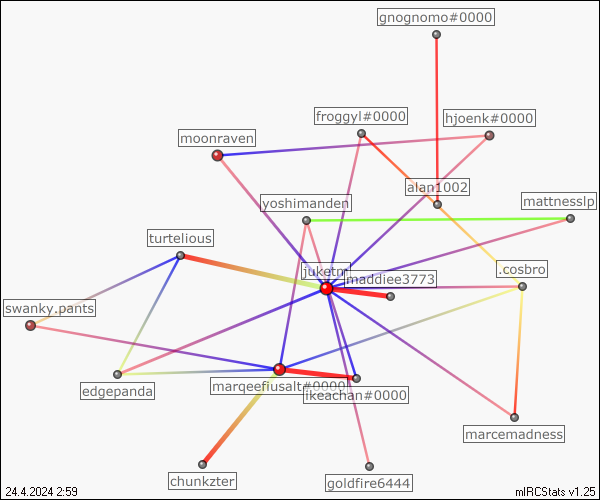 gnognomo#0000
froggyl#0000
hjoenk#0000
moonraven
alan1002
mattnesslp
yoshimanden
turtelious
juketn
maddiee3773
.cosbro
swanky.pants
edgepanda
marqeefiusalt#0000
ikeachan#0000
marcemadness
chunkzter
goldfire6444
24.4.2024 2:59
mIRCStats v1.25